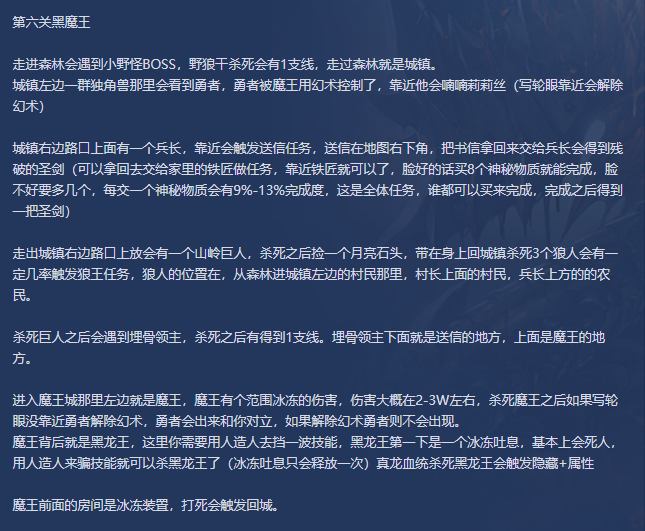 第六关黑魔王
走进森林会遇到小野怪BOSS，野狼干杀死会有1支线，走过森林就是城镇。
城镇左边一群独角兽那里会看到勇者，勇者被魔王用幻术控制了，靠近他会喃喃莉莉丝（写轮眼靠近会解除
幻术）
城镇右边路口上面有一个兵长，靠近会触发送信任务，送信在地图右下角，把书信拿回来交给兵长会得到残
破的圣剑（可以拿回去交给家里的铁匠做任务，靠近铁匠就可以了，脸好的话买8个神秘物质就能完成，脸
不好要多几个，每交一个神秘物质会有9%-13%完成度，这是全体任务，谁都可以买来完成，完成之后得到
一把圣剑）
走出城镇右边路口上放会有一个山岭巨人，杀死之后捡一个月亮石头，带在身上回城镇杀死3个狼人会有一
定几率触发狼王任务，狼人的位置在，从森林进城镇左边的村民那里，村长上面的村民，兵长上方的的农
民。
杀死巨人之后会遇到埋骨领主，杀死之后有得到1支线。埋骨领主下面就是送信的地方，上面是魔王的地
方。
进入魔王城那里左边就是魔王，魔王有个范围冰冻的伤害，伤害大概在2-3W左右，杀死魔王之后如果写轮
眼没靠近勇者解除幻术，勇者会出来和你对立，如果解除幻术勇者则不会出现。
魔王背后就是黑龙王，这里你需要用人造人去挡一波技能，黑龙王第一下是一个冰冻吐息，基本上会死人，
用人造人来骗技能就可以杀黑龙王了（冰冻吐息只会释放一次）真龙血统杀死黑龙王会触发隐藏+属性
魔王前面的房间是冰冻装置，打死会触发回城。